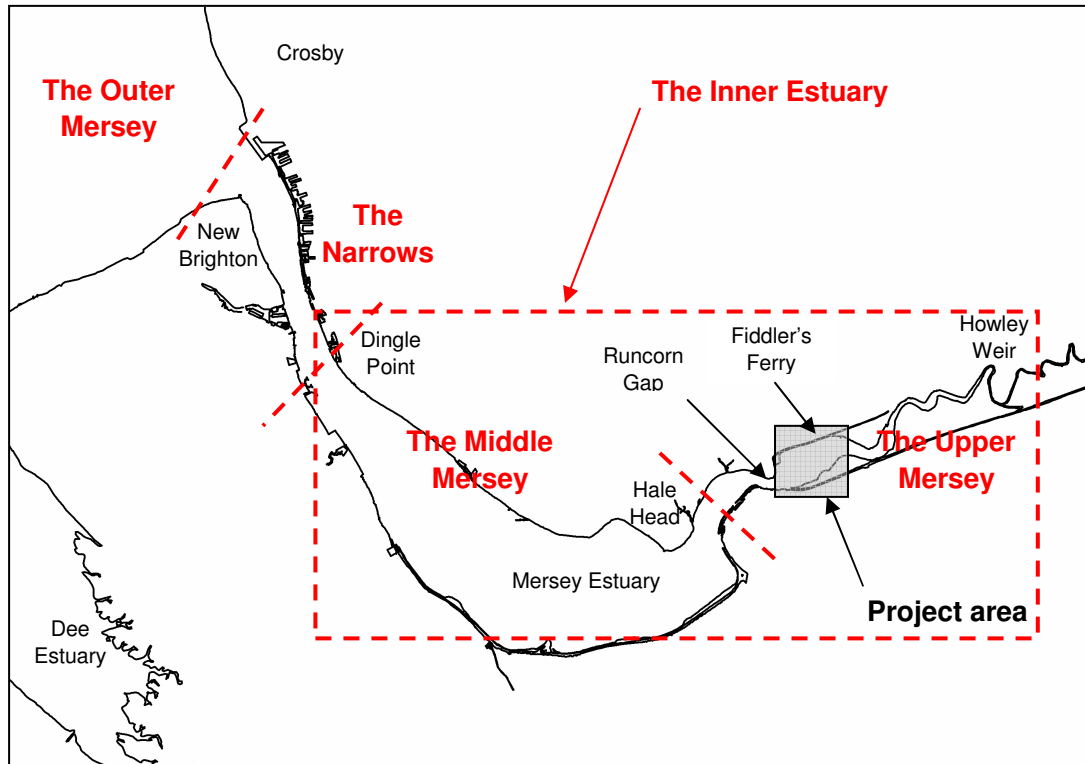 Crosby
The Outer
Mersey
The Inner Estuary
The
Narrows
New
Brighton
Dingle
Point
Runcorn
Gap
Fiddler's
Ferry
Howley
Weir
The Middle
Mersey
The Upper
Mersey
Hale
Head
Mersey Estuary
Project area
Dee
Estuary